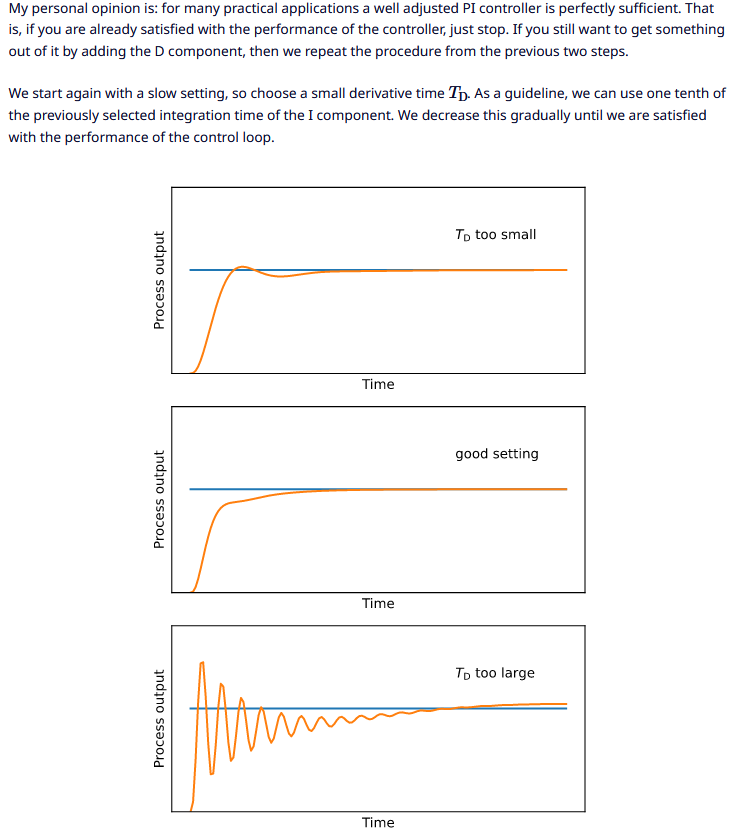 My personal opinion is: for many practical applications a well adjusted PI controller is perfectly sufficient. That
is, if you are already satisfied with the performance of the controller, just stop. If you still want to get something
out of it by adding the D component, then we repeat the procedure from the previous two steps.
We start again with a slow setting, so choose a small derivative time T_D. As a guideline, we can use one tenth of
the previously selected integration time of the I component. We decrease this gradually until we are satisfied
with the performance of the control loop.
T_D too small
Process output
Time
good setting
Process output
Time
T_D too large
Process output
Time